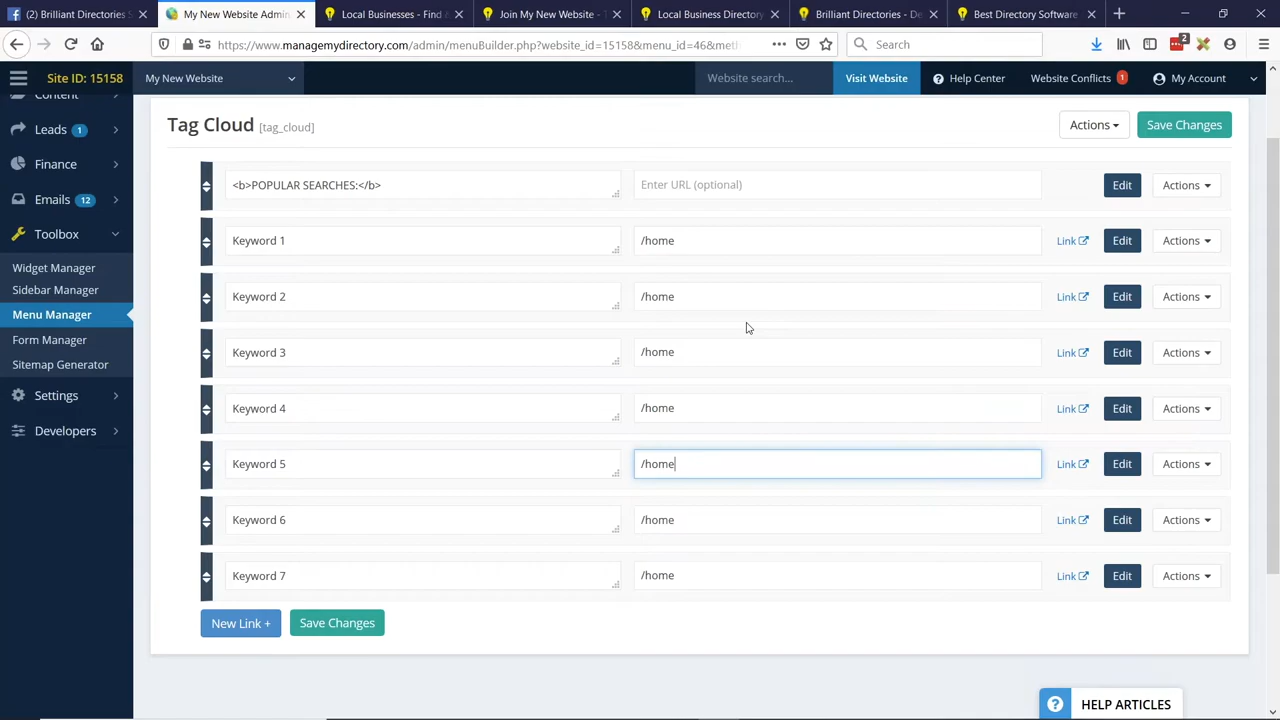 Brilliant Directories S
My New Website Admin
Local Businesses - Find &
Join My New Website -
Local Business Directory
Brilliant Directories - De
Best Directory Software
https://www.managemydirectory.com/admin/menuBuilder.php?website_id=15158&menu_id=46&met
Search
2
Site ID: 15158
My New Website
Website search...
Visit Website
Help Center
Website Conflicts 1
My Account
Content
Leads 1
Finance
Emails 12
Toolbox
Widget Manager
Sidebar Manager
Menu Manager
Form Manager
Sitemap Generator
Settings
Developers
Tag Cloud [tag_cloud]
Actions
Save Changes
<b>POPULAR SEARCHES:</b> Enter URL (optional) Edit Actions
Keyword 1 /home Link Edit Actions
Keyword 2 /home Link Edit Actions
Keyword 3 /home Link Edit Actions
Keyword 4 /home Link Edit Actions
Keyword 5 /home Link Edit Actions
Keyword 6 /home Link Edit Actions
Keyword 7 /home Link Edit Actions
New Link + Save Changes
HELP ARTICLES